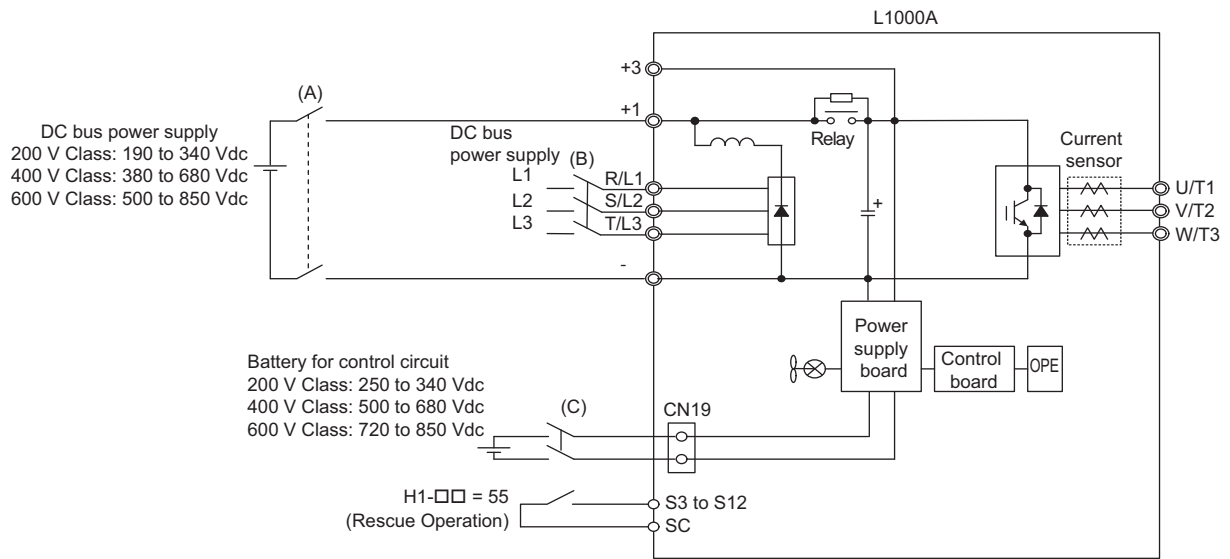 L1000A
+3
(A)
+1
DC bus power supply
200 V Class: 190 to 340 Vdc
400 V Class: 380 to 680 Vdc
600 V Class: 500 to 850 Vdc
DC bus
power supply
(B)
L1
L2
L3
R/L1
S/L2
T/L3
-
Relay
+
Current
sensor
U/T1
V/T2
W/T3
Power
supply
board
Control
board
OPE
Battery for control circuit
200 V Class: 250 to 340 Vdc
400 V Class: 500 to 680 Vdc
600 V Class: 720 to 850 Vdc
(C)
CN19
H1-□□ = 55
(Rescue Operation)
S3 to S12
SC